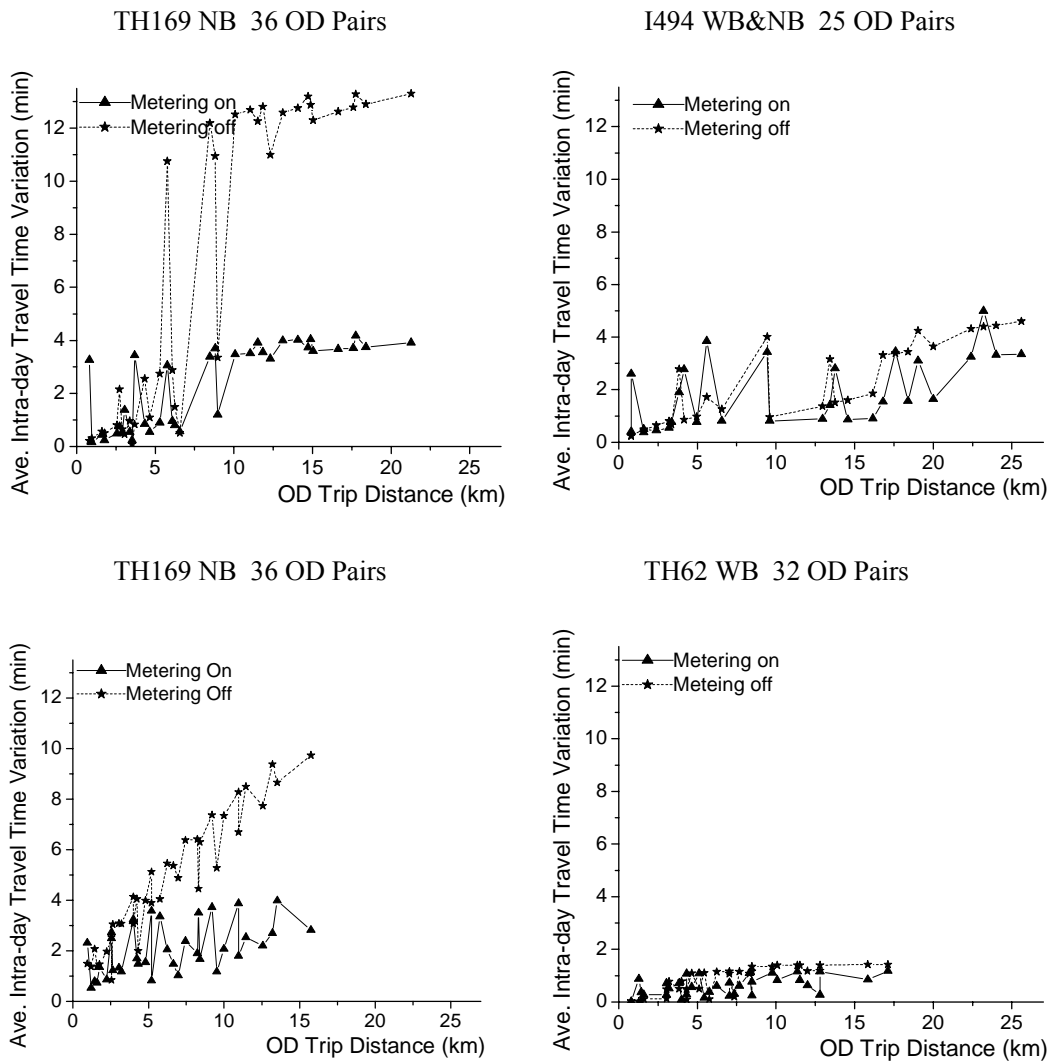 TH169 NB 36 OD Pairs
I494 WB&NB 25 OD Pairs
Ave. Intra-day Travel Time Variation (min)
Metering on
Metering off
12
10
8
6
4
2
0
0 5 10 15 20 25
OD Trip Distance (km)
Ave. Intra-day Travel Time Variation (min)
Metering on
Metering off
12
10
8
6
4
2
0
0 5 10 15 20 25
OD Trip Distance (km)
TH169 NB 36 OD Pairs
TH62 WB 32 OD Pairs
Ave. Intra-day Travel Time Variation (min)
Metering On
Metering Off
12
10
8
6
4
2
0
0 5 10 15 20 25
OD Trip Distance (km)
Ave. Intra-day Travel Time Variation (min)
Metering on
Meteing off
12
10
8
6
4
2
0
0 5 10 15 20 25
OD Trip Distance (km)